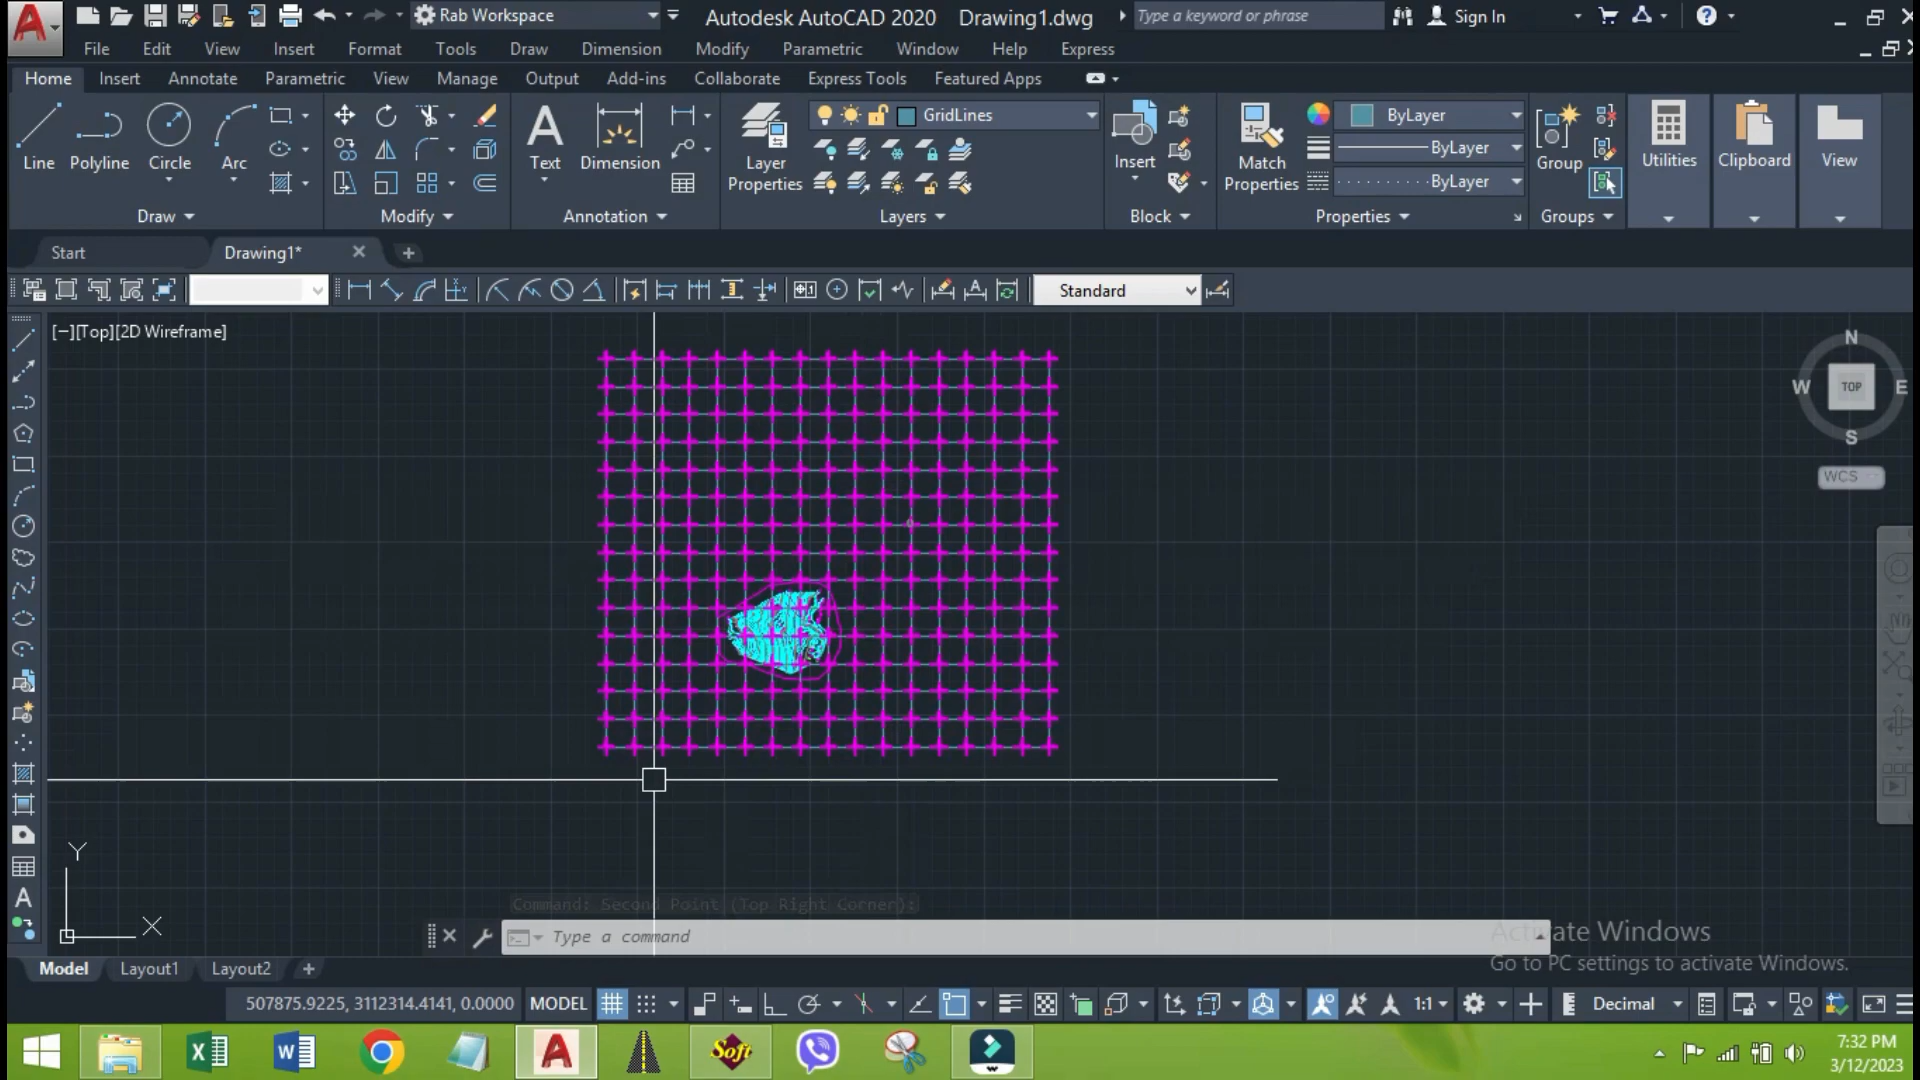 Rab Workspace Autodesk AutoCAD 2020 Drawing1.dwg Type a keyword or phrase Sign In
File Edit View Insert Format Tools Draw Dimension Modify Parametric Window Help Express
Home Insert Annotate Parametric View Manage Output Add-ins Collaborate Express Tools Featured Apps
GridLines ByLayer
ByLayer
Line Polyline Circle Arc Text Dimension Layer Properties Insert Match Properties Group Utilities Clipboard View
ByLayer
Draw Modify Annotation Layers Block Properties Groups
Start Drawing1*
Standard
[−][Top][2D Wireframe]
N
W TOP E
S
WCS
Y
X
Command: Second Point (Top Right Corner):
Type a command
Activate Windows
Go to PC settings to activate Windows.
Model Layout1 Layout2
507875.9225, 3112314.4141, 0.0000 MODEL 1:1 Decimal
Soft
7:32 PM
3/12/2023